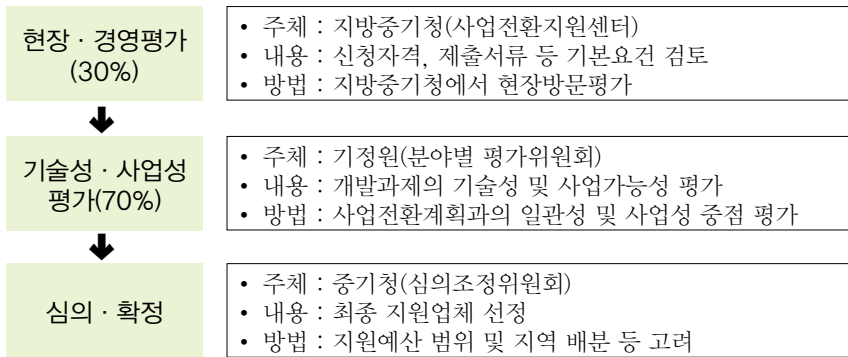 현장 · 경영평가
(30%)
• 주체 : 지방중기청(사업전환지원센터)
• 내용 : 신청자격, 제출서류 등 기본요건 검토
• 방법 : 지방중기청에서 현장방문평가
기술성 · 사업성
평가(70%)
• 주체 : 기정원(분야별 평가위원회)
• 내용 : 개발과제의 기술성 및 사업가능성 평가
• 방법 : 사업전환계획과의 일관성 및 사업성 중점 평가
심의 · 확정
• 주체 : 중기청(심의조정위원회)
• 내용 : 최종 지원업체 선정
• 방법 : 지원예산 범위 및 지역 배분 등 고려